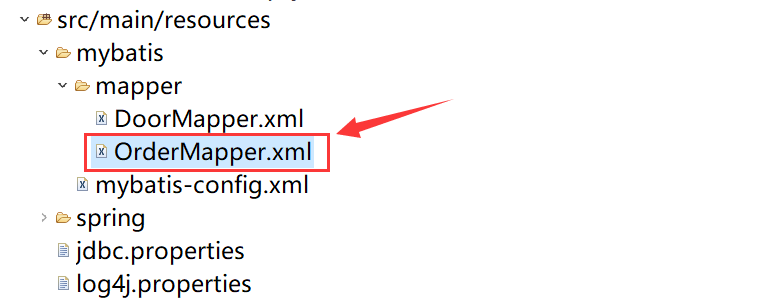 src/main/resources
mybatis
mapper
DoorMapper.xml
OrderMapper.xml
mybatis-config.xml
spring
jdbc.properties
log4j.properties